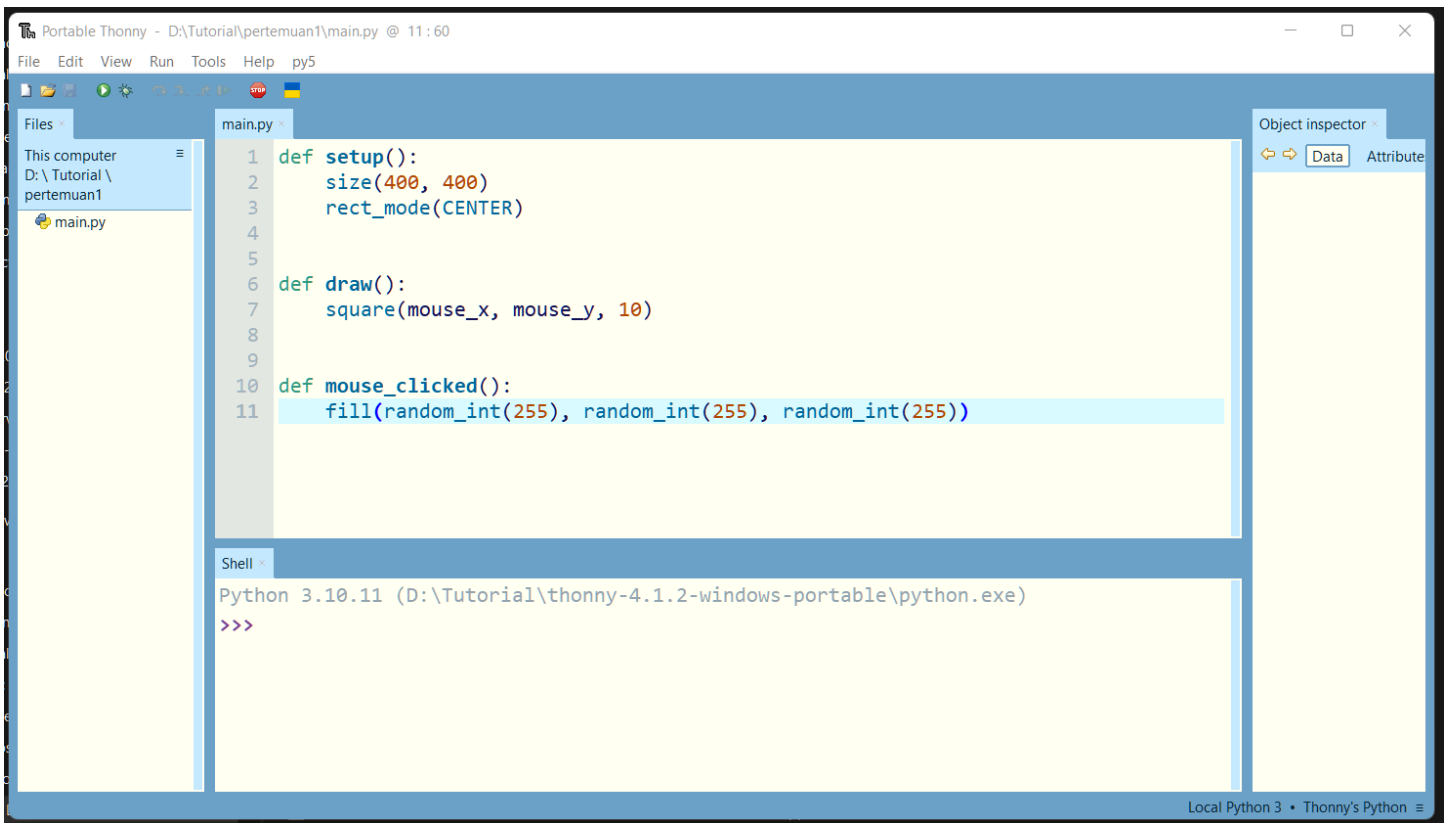 Portable Thonny - D:\Tutorial\pertemuan1\main.py @ 11 : 60
File Edit View Run Tools Help py5
STOP
Files
This computer
D: \ Tutorial \
pertemuan1
main.py
main.py
1 def setup():
2     size(400, 400)
3     rect_mode(CENTER)
4
5
6 def draw():
7     square(mouse_x, mouse_y, 10)
8
9
10 def mouse_clicked():
11     fill(random_int(255), random_int(255), random_int(255))
Shell
Python 3.10.11 (D:\Tutorial\thonny-4.1.2-windows-portable\python.exe)
>>>
Object inspector
Data Attribute
Local Python 3 • Thonny's Python ≡